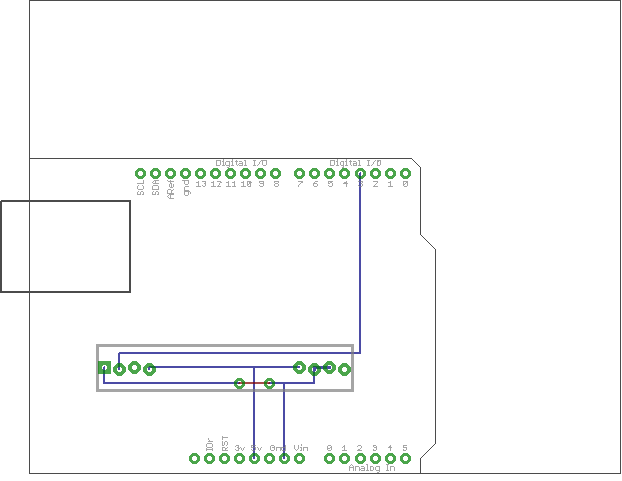 Digital I/O Digital I/O
SCL SDA ARef gnd 13 12 11 10 9 8 7 6 5 4 3 2 1 0
IOr RST 3v 5v Gnd Vin 0 1 2 3 4 5
Analog In